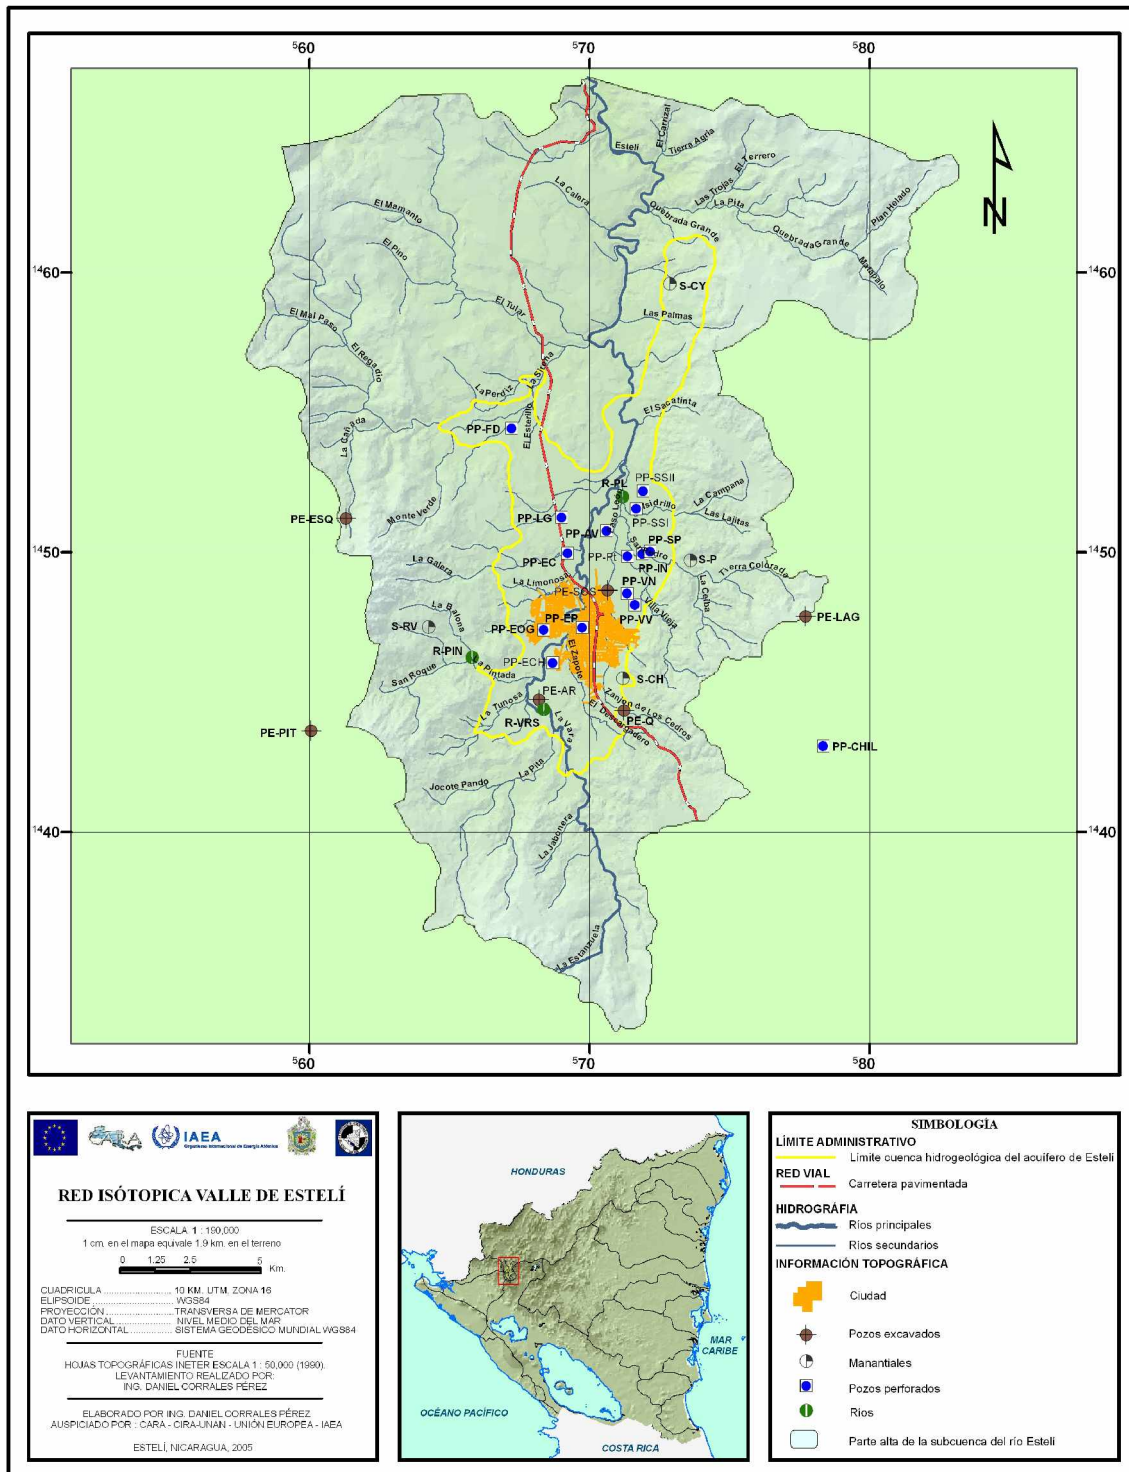 560 570 580
Estelí
El Carrizal
Tierra Agria
El Terrero
Las Trojas
La Pita
Plan Helado
La Calera
Quebrada Grande
Quebrada Grande
Matapalo
El Mamanto
El Pino
1460 1460
S-CY
El Tular
Las Palmas
El Mal Paso
El Regadio
La Sirena
La Perdiz
El Esterillo
El Sacatinta
PP-FD
La Cañada
R-PL
PP-SSII
La Campana
Isidrillo
Las Lajitas
Monte Verde
PE-ESQ
PP-LG
PP-AV
PP-SSI
PP-SP
1450 1450
PP-EC
PP-IN
S-P
Tierra Colorada
La Galera
La Limonosa
PE-SOS
PP-VN
La Ceiba
Villa Vieja
La Balona
PP-EP
PP-VV
PE-LAG
S-RV
PP-EOG
R-PIN
San Roque
La Pintada
PP-ECH
El Zapote
S-CH
PE-AR
La Tunosa
Zanjon de Los Cedros
PE-Q
R-VRS
La Vara
El Descargadero
PE-PIT
PP-CHIL
La Pita
Jocote Pando
1440 1440
La Jabonera
La Estanzuela
N
560 570 580
IAEA
Organismo Internacional de Energía Atómica
RED ISÓTOPICA VALLE DE ESTELÍ
ESCALA 1 : 190,000
1 cm. en el mapa equivale 1.9 km. en el terreno
0 1.25 2.5 5
Km.
CUADRICULA .................... 10 KM. UTM, ZONA 16
ELIPSOIDE .................... WGS84
PROYECCIÓN .................... TRANSVERSA DE MERCATOR
DATO VERTICAL .............. NIVEL MEDIO DEL MAR
DATO HORIZONTAL .......... SISTEMA GEODÉSICO MUNDIAL WGS84
FUENTE
HOJAS TOPOGRÁFICAS INETER ESCALA 1 : 50,000 (1990).
LEVANTAMIENTO REALIZADO POR:
ING. DANIEL CORRALES PÉREZ
ELABORADO POR ING. DANIEL CORRALES PÉREZ
AUSPICIADO POR : CARA - CIRA-UNAN - UNIÓN EUROPEA - IAEA
ESTELÍ, NICARAGUA, 2005
HONDURAS
MAR
CARIBE
OCÉANO PACÍFICO
COSTA RICA
SIMBOLOGÍA
LÍMITE ADMINISTRATIVO
Límite cuenca hidrogeológica del acuífero de Estelí
RED VIAL
Carretera pavimentada
HIDROGRÁFIA
Ríos principales
Ríos secundarios
INFORMACIÓN TOPOGRÁFICA
Ciudad
Pozos excavados
Manantiales
Pozos perforados
Ríos
Parte alta de la subcuenca del río Estelí